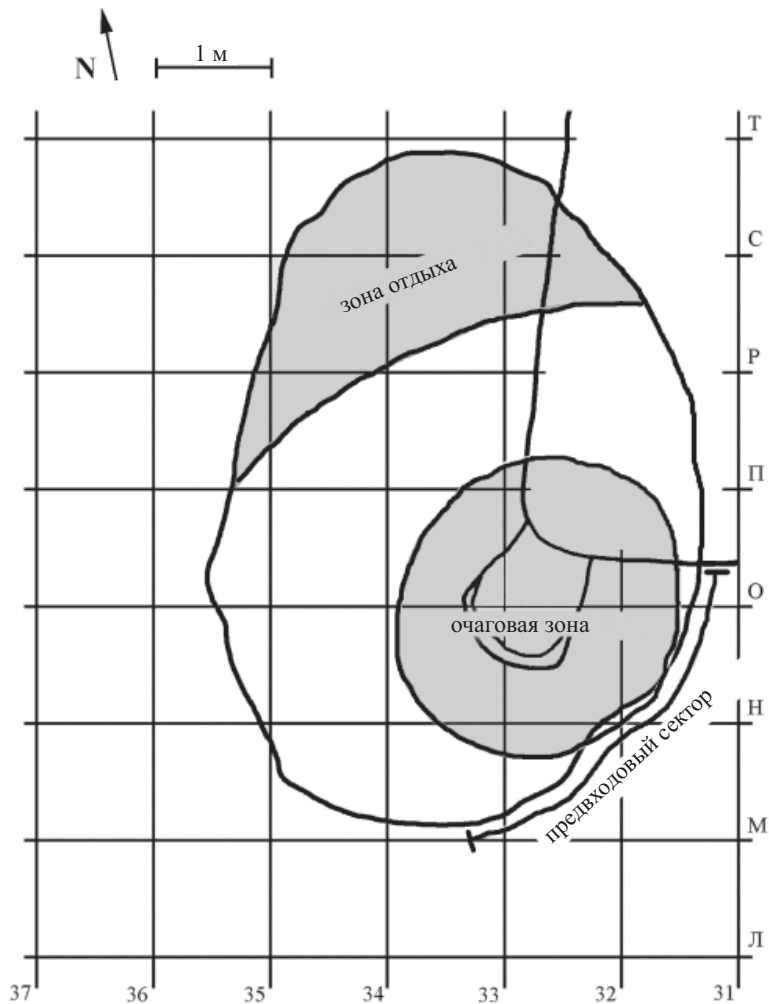 1 м
N
Т
С
зона отдыха
Р
П
О
очаговая зона
Н
предвходовый сектор
М
Л
37 36 35 34 33 32 31